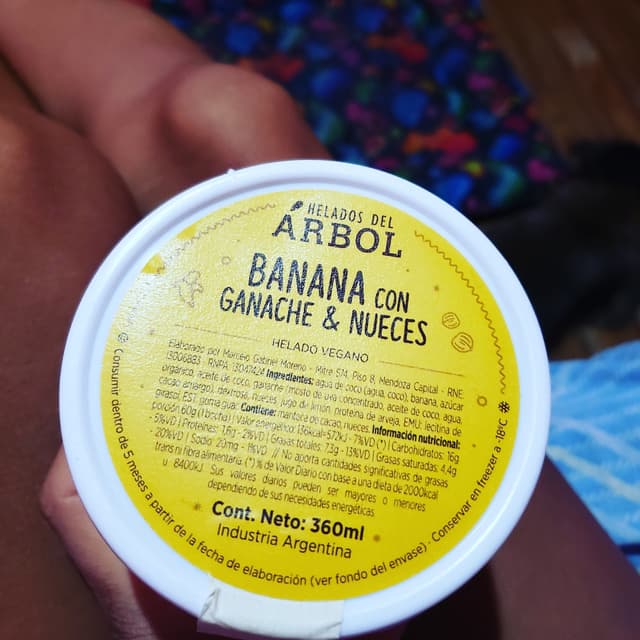 HELADOS DEL
ÁRBOL
BANANA CON
GANACHE & NUECES
HELADO VEGANO
Elaborado por Marcelo Gabriel Moreno - Mitre 574, Piso 8, Mendoza Capital - RNE:
13006883 - RNPA: Ingredientes: agua de coco (agua, coco), banana, azúcar
orgánico, aceite de coco, ganache (mosto de uva concentrado, aceite de coco, agua,
cacao amargo), dextrosa, nueces, jugo de limón, proteína de arveja, EMU: lecitina de
girasol, EST: goma guar. Contiene: manteca de cacao, nueces. Información nutricional:
porción 60g (1 bocha) | Valor energético: 136kcal=572kJ - 7%VD (*) | Carbohidratos: 16g
- 5%VD | Proteínas: 1,6g - 2%VD | Grasas totales: 7,3g - 13%VD | Grasas saturadas: 4,4g
- 20%VD | Sodio: 29mg - 1%VD // No aporta cantidades significativas de grasas
trans ni fibra alimentaria. (*) % de Valor Diario con base a una dieta de 2000kcal
u 8400kJ. Sus valores diarios pueden ser mayores o menores
dependiendo de sus necesidades energéticas.
Cont. Neto: 360ml
Industria Argentina
Consumir dentro de 5 meses a partir de la fecha de elaboración (ver fondo del envase) · Conservar en freezer a -18°C